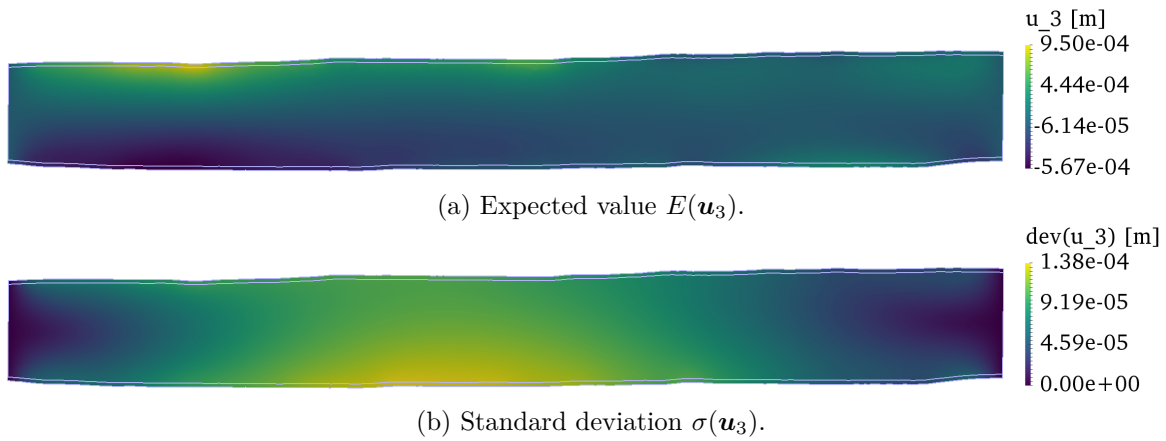 u_3 [m]
9.50e-04
4.44e-04
-6.14e-05
-5.67e-04
(a) Expected value E(u₃).
dev(u_3) [m]
1.38e-04
9.19e-05
4.59e-05
0.00e+00
(b) Standard deviation σ(u₃).